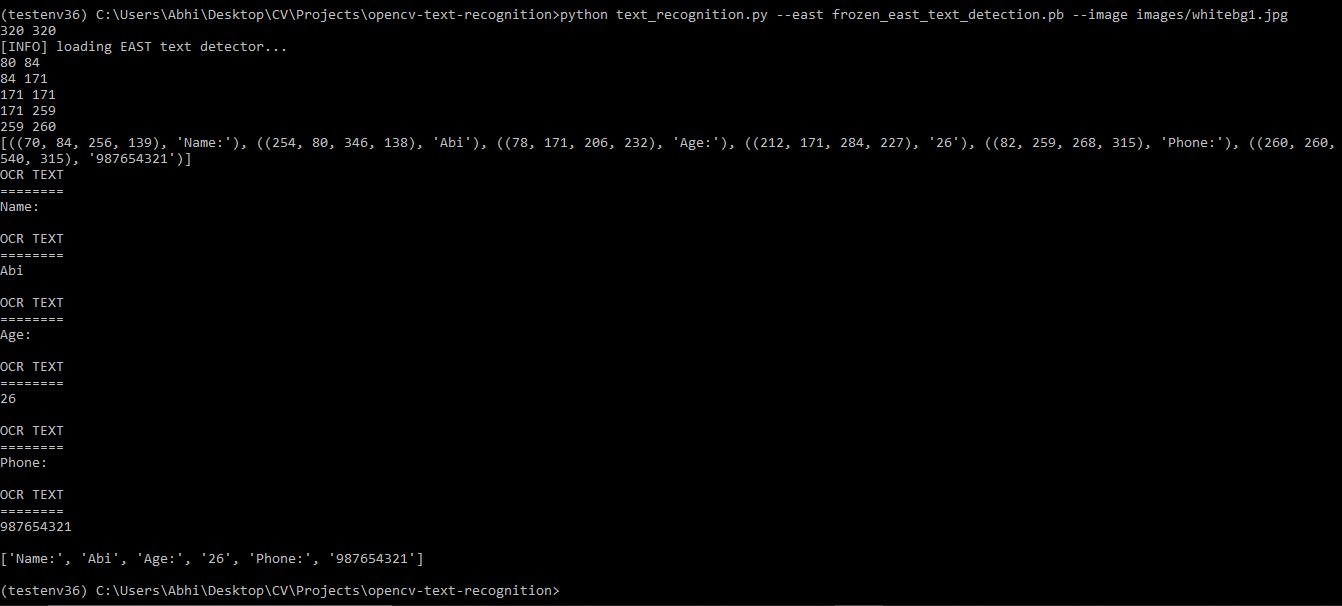 (testenv36) C:\Users\Abhi\Desktop\CV\Projects\opencv-text-recognition>python text_recognition.py --east frozen_east_text_detection.pb --image images/whitebg1.jpg
320 320
[INFO] loading EAST text detector...
80 84
84 171
171 171
171 259
259 260
[((70, 84, 256, 139), 'Name:'), ((254, 80, 346, 138), 'Abi'), ((78, 171, 206, 232), 'Age:'), ((212, 171, 284, 227), '26'), ((82, 259, 268, 315), 'Phone:'), ((260, 260,
540, 315), '987654321')]
OCR TEXT
========
Name:

OCR TEXT
========
Abi

OCR TEXT
========
Age:

OCR TEXT
========
26

OCR TEXT
========
Phone:

OCR TEXT
========
987654321

['Name:', 'Abi', 'Age:', '26', 'Phone:', '987654321']

(testenv36) C:\Users\Abhi\Desktop\CV\Projects\opencv-text-recognition>